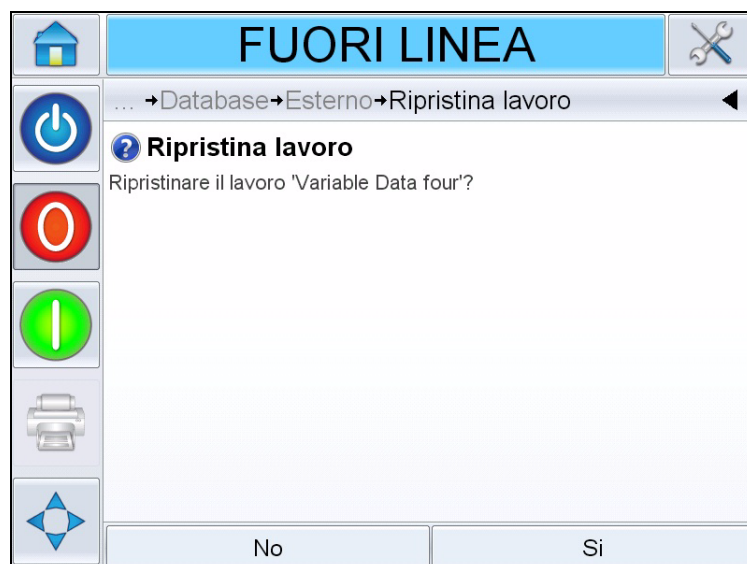 FUORI LINEA
... →Database→Esterno→Ripristina lavoro
Ripristina lavoro
Ripristinare il lavoro 'Variable Data four'?
No
Si